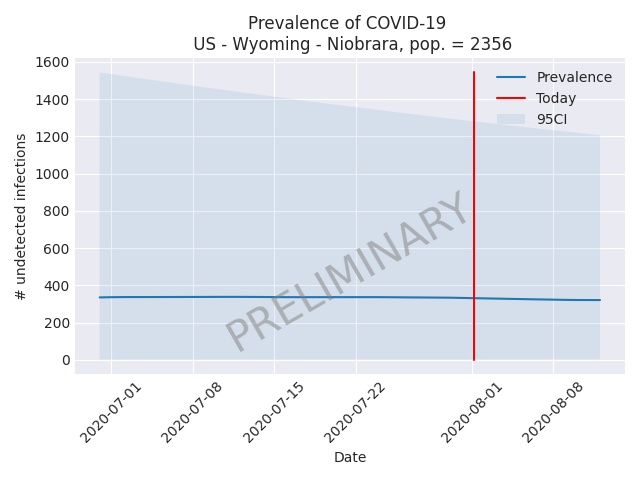 Prevalence of COVID-19
US - Wyoming - Niobrara, pop. = 2356
# undetected infections
1600
1400
1200
1000
800
600
400
200
0
Prevalence
Today
95CI
PRELIMINARY
2020-07-01
2020-07-08
2020-07-15
2020-07-22
2020-08-01
2020-08-08
Date